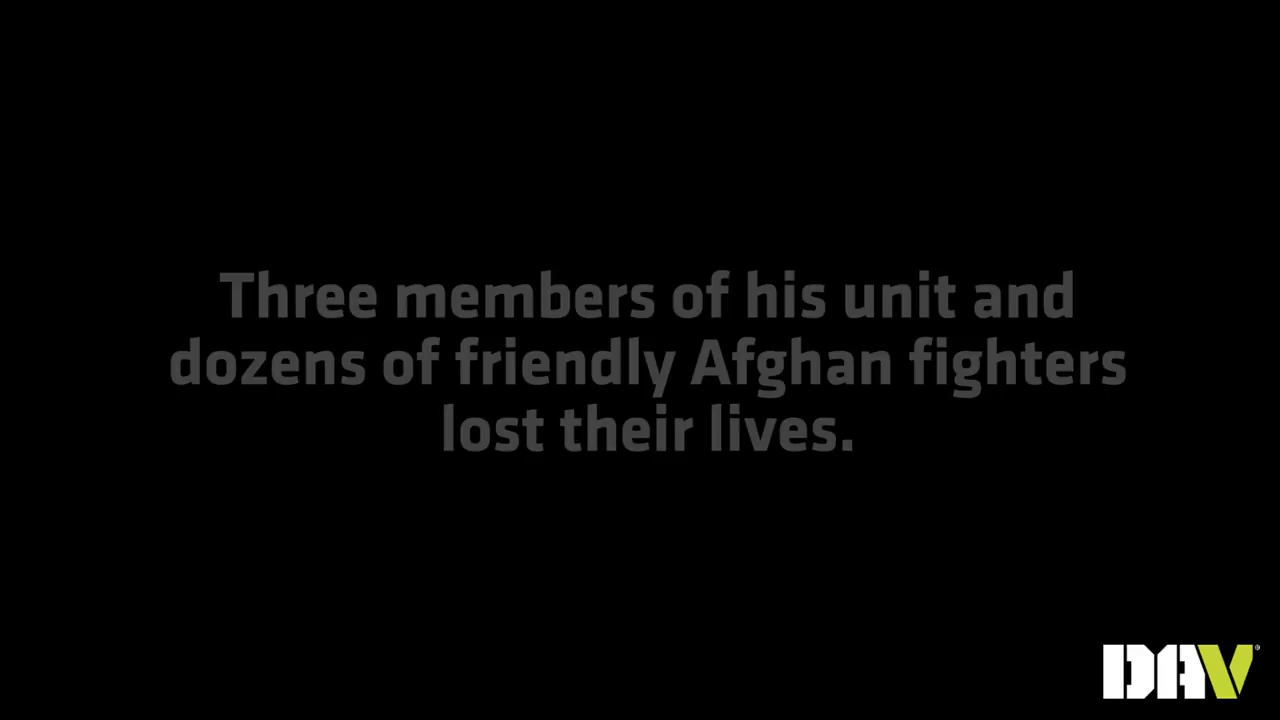 Three members of his unit and
dozens of friendly Afghan fighters
lost their lives.
DAV